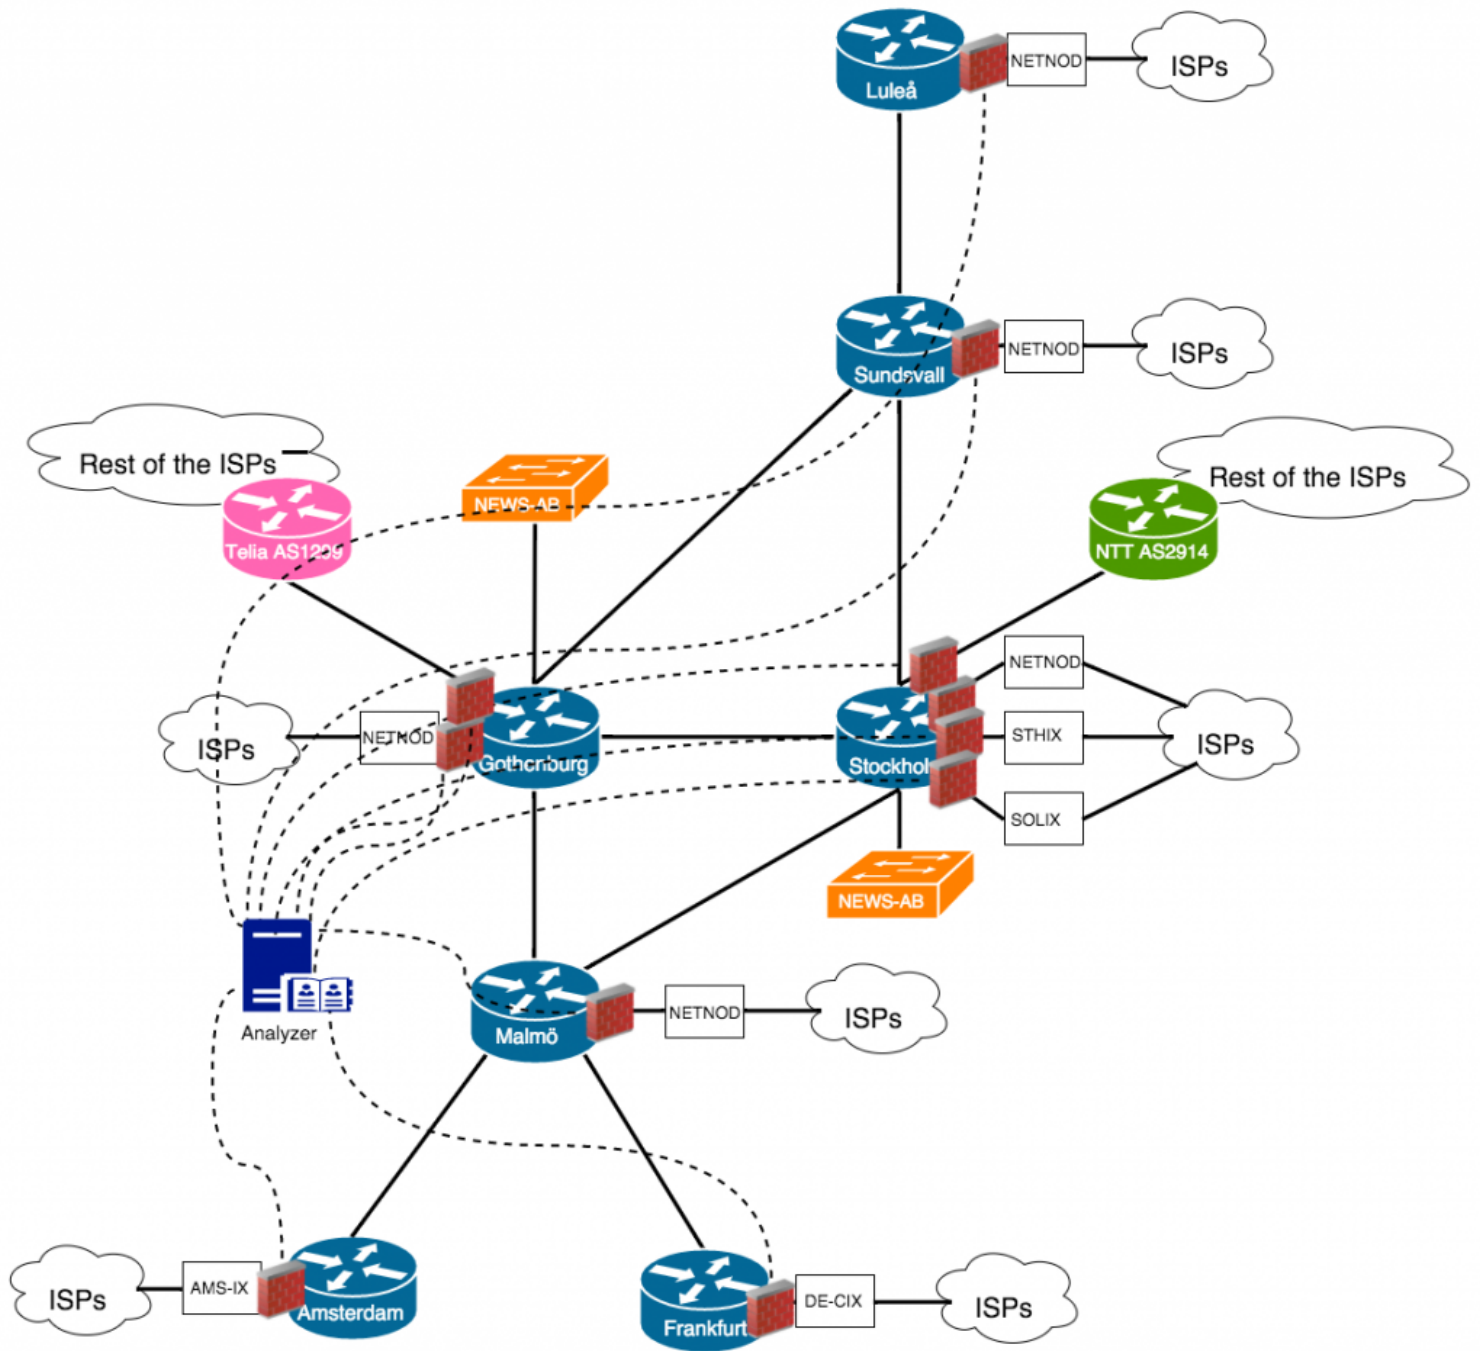 Luleå
NETNOD
ISPs
Sundsvall
NETNOD
ISPs
Rest of the ISPs
NEWS-AB
Rest of the ISPs
Telia AS1299
NTT AS2914
NETNOD
ISPs
NETNOD
Gothenburg
Stockhol
STHIX
ISPs
SOLIX
NEWS-AB
Analyzer
Malmö
NETNOD
ISPs
ISPs
AMS-IX
Amsterdam
Frankfurt
DE-CIX
ISPs